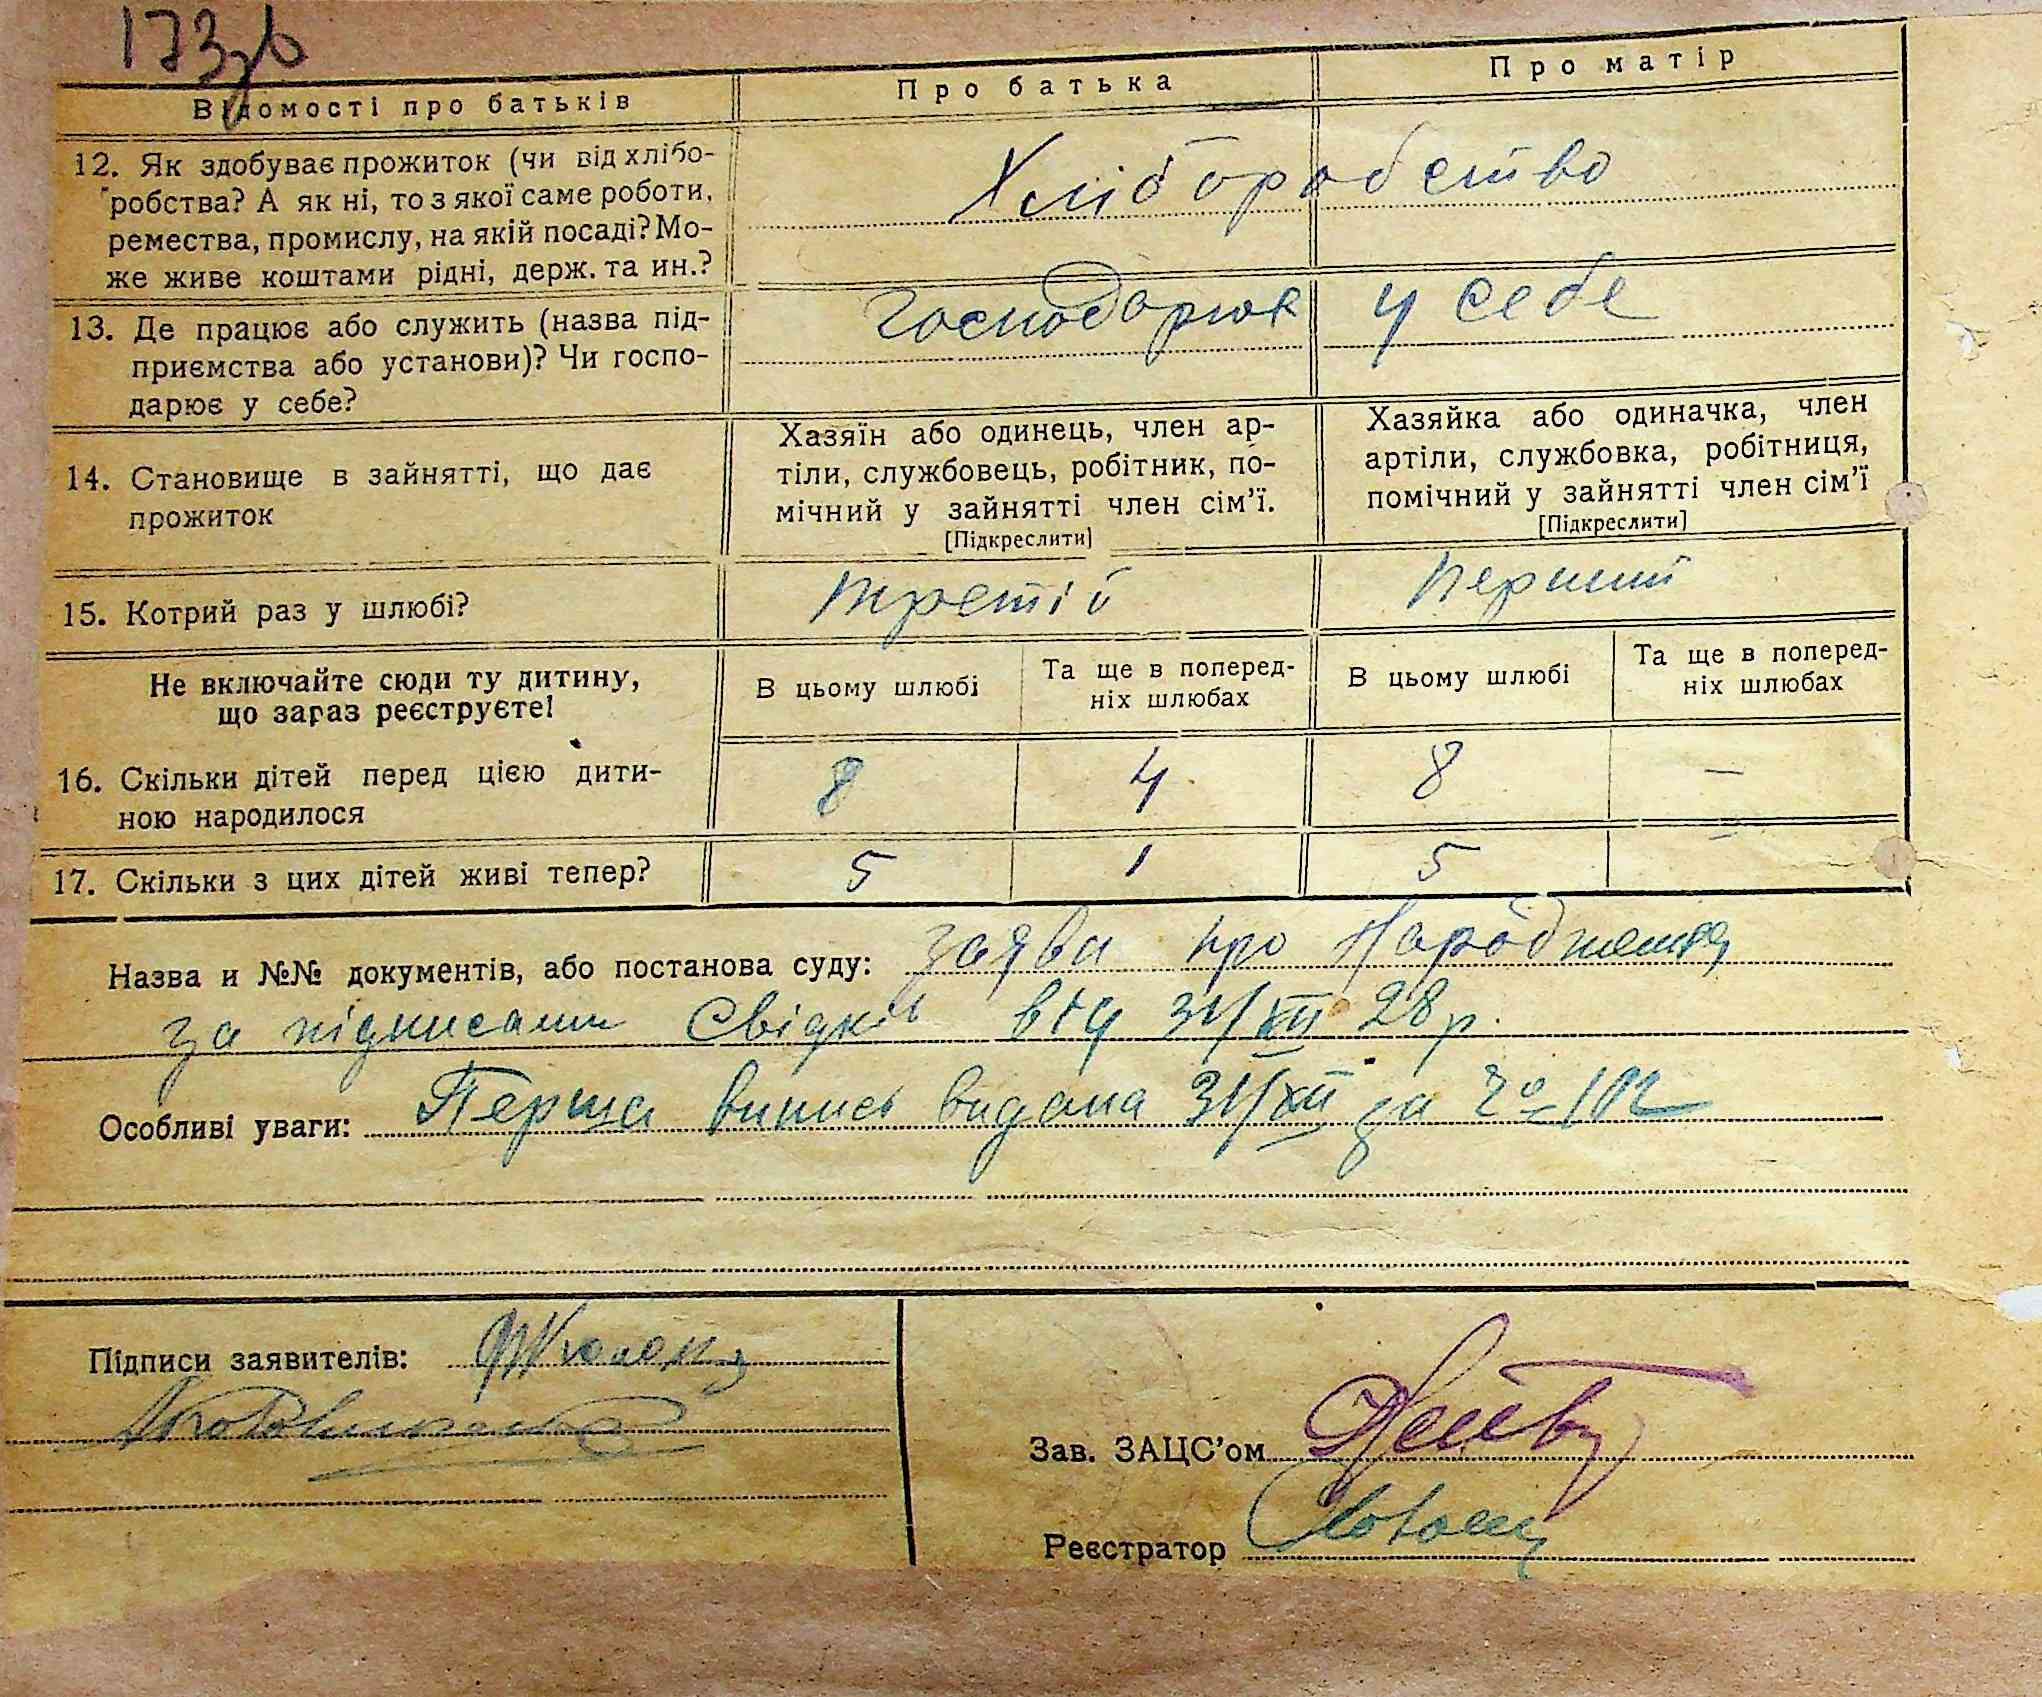 173зв
Відомості про батьків
Про батька
Про матір
12. Як здобуває прожиток (чи від хлібо-
робства? А як ні, то з якої саме роботи,
ремества, промислу, на якій посаді? Мо-
же живе коштами рідні, держ. та ин.?
Хліборобство
13. Де працює або служить (назва під-
приємства або установи)? Чи госпо-
дарює у себе?
господарює у себе
14. Становище в зайнятті, що дає
прожиток
Хазяїн або одинець, член ар-
тіли, службовець, робітник, по-
мічний у зайнятті член сім'ї.
[Підкреслити]
Хазяйка або одиначка, член
артіли, службовка, робітниця,
помічний у зайнятті член сім'ї
[Підкреслити]
15. Котрий раз у шлюбі?
третій
перший
Не включайте сюди ту дитину,
що зараз реєструєте!
В цьому шлюбі
Та ще в поперед-
ніх шлюбах
В цьому шлюбі
Та ще в поперед-
ніх шлюбах
16. Скільки дітей перед цією дити-
ною народилося
8 4 8 —
17. Скільки з цих дітей живі тепер?
5 1 5 —
Назва и №№ документів, або постанова суду: заява про народження
за підписами свідків від 31/XII 28 р.
Особливі уваги: Перша випись видана 31/XII за
Підписи заявителів:
Зав. ЗАЦС'ом
Реєстратор